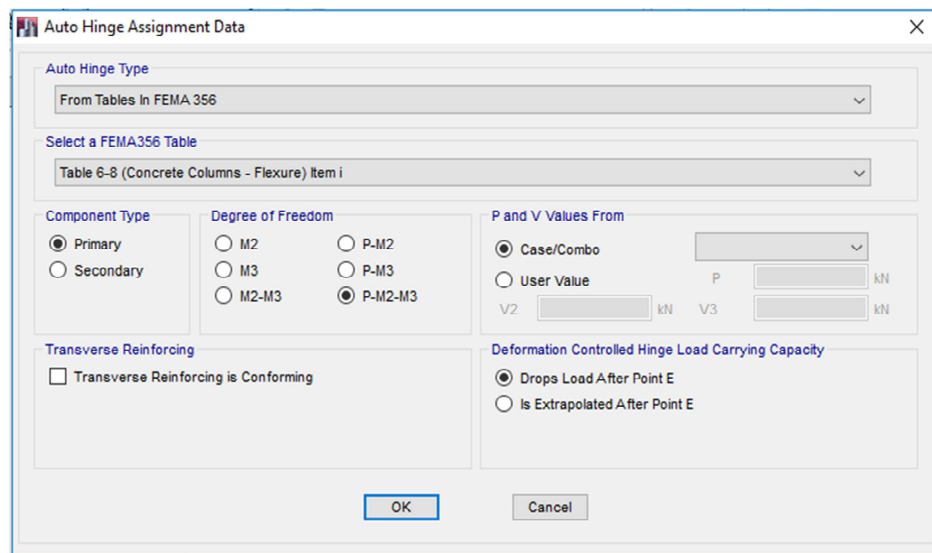 Auto Hinge Assignment Data
Auto Hinge Type
From Tables In FEMA 356
Select a FEMA356 Table
Table 6-8 (Concrete Columns - Flexure) Item i
Component Type
Primary
Secondary
Degree of Freedom
M2
P-M2
M3
P-M3
M2-M3
P-M2-M3
P and V Values From
Case/Combo
User Value
P
kN
V2
kN
V3
kN
Transverse Reinforcing
Transverse Reinforcing is Conforming
Deformation Controlled Hinge Load Carrying Capacity
Drops Load After Point E
Is Extrapolated After Point E
OK
Cancel